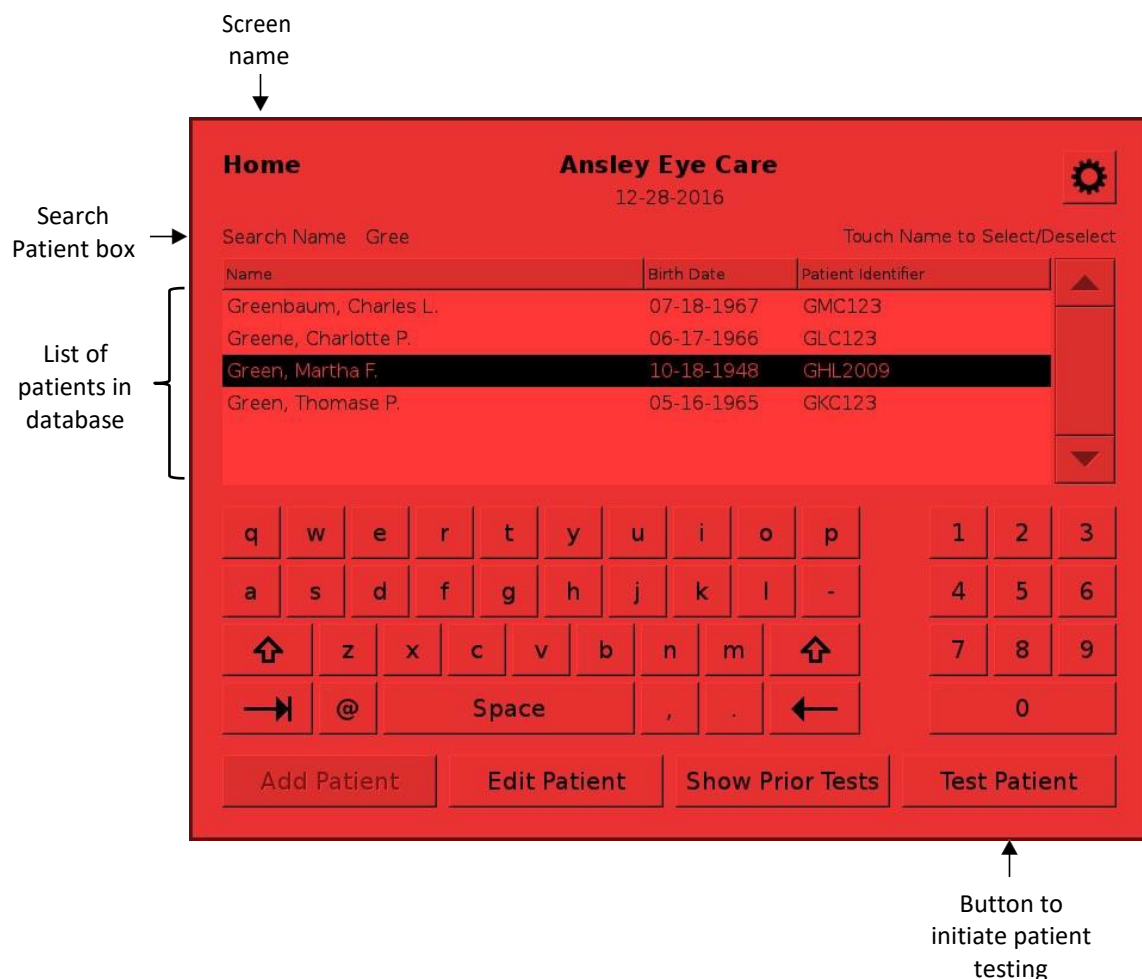 Screen
name
Home
Ansley Eye Care
12-28-2016
Search
Patient box
Search Name Gree
Touch Name to Select/Deselect
Name Birth Date Patient Identifier
Greenbaum, Charles L. 07-18-1967 GMC123
Greene, Charlotte P. 06-17-1966 GLC123
Green, Martha F. 10-18-1948 GHL2009
Green, Thomase P. 05-16-1965 GKC123
List of
patients in
database
q w e r t y u i o p 1 2 3
a s d f g h j k l - 4 5 6
z x c v b n m 7 8 9
@ Space , . 0
Add Patient Edit Patient Show Prior Tests Test Patient
Button to
initiate patient
testing